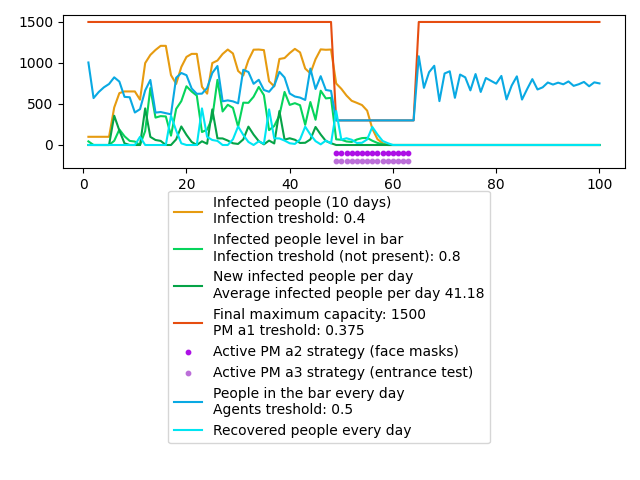 1500
1000
500
0
0 20 40 60 80 100
Infected people (10 days)
Infection treshold: 0.4
Infected people level in bar
Infection treshold (not present): 0.8
New infected people per day
Average infected people per day 41.18
Final maximum capacity: 1500
PM a1 treshold: 0.375
Active PM a2 strategy (face masks)
Active PM a3 strategy (entrance test)
People in the bar every day
Agents treshold: 0.5
Recovered people every day